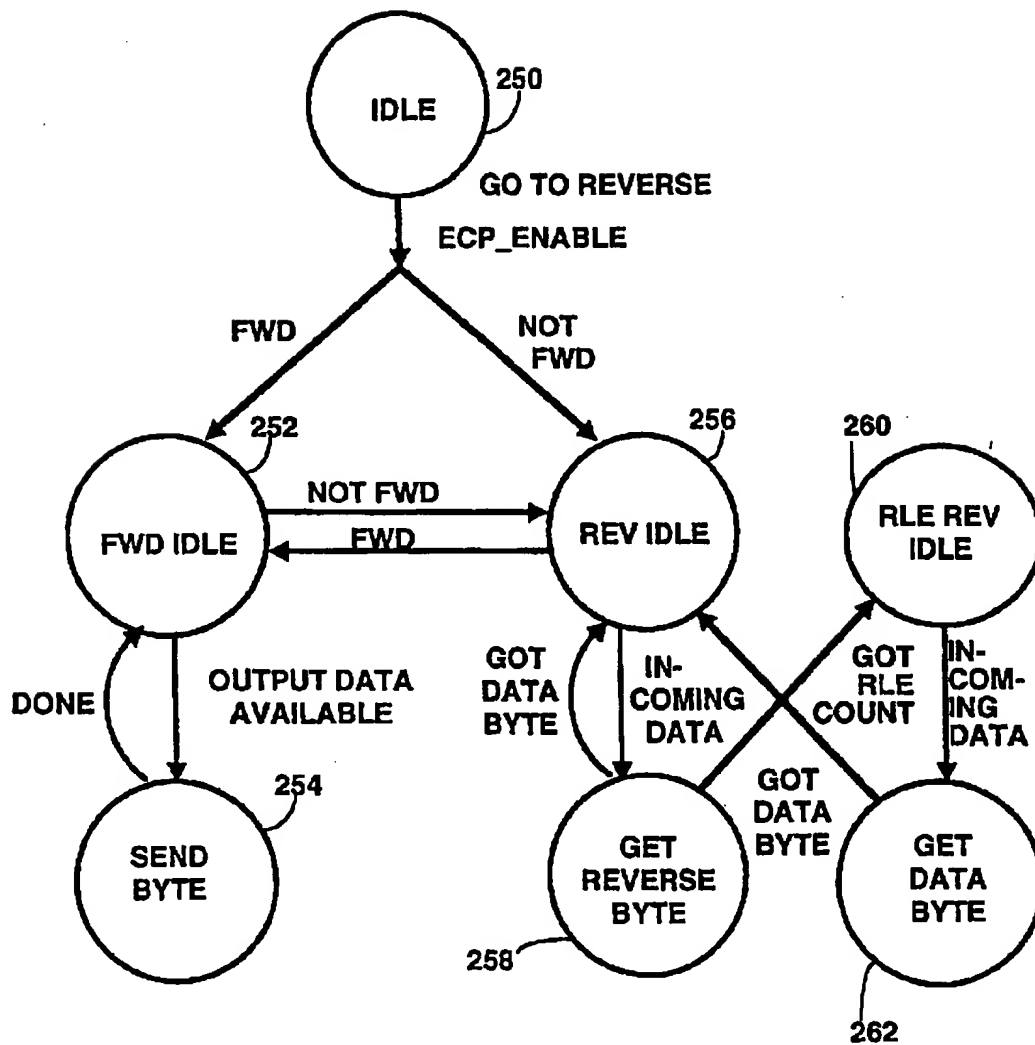 250
IDLE
GO TO REVERSE
ECP_ENABLE
FWD
NOT
FWD
252
256
260
NOT FWD
FWD
FWD IDLE
REV IDLE
RLE REV
IDLE
DONE
OUTPUT DATA
AVAILABLE
GOT
DATA
BYTE
IN-
COMING
DATA
GOT
RLE
COUNT
IN-
COM-
ING
DATA
GOT
DATA
BYTE
254
SEND
BYTE
GET
REVERSE
BYTE
GET
DATA
BYTE
258
262